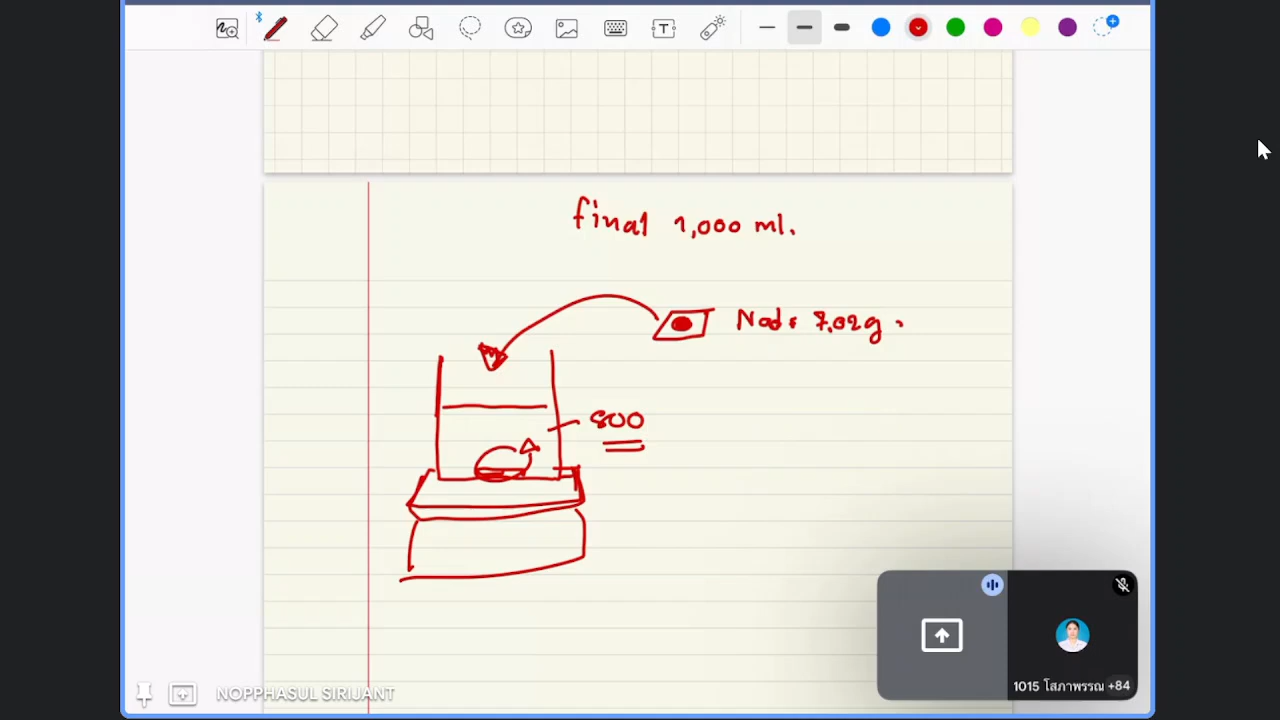 final 1,000 ml.
NaCl 7.02 g.
800
NOPPHASUL SIRIJANT
1015 โสภาพรรณ +84